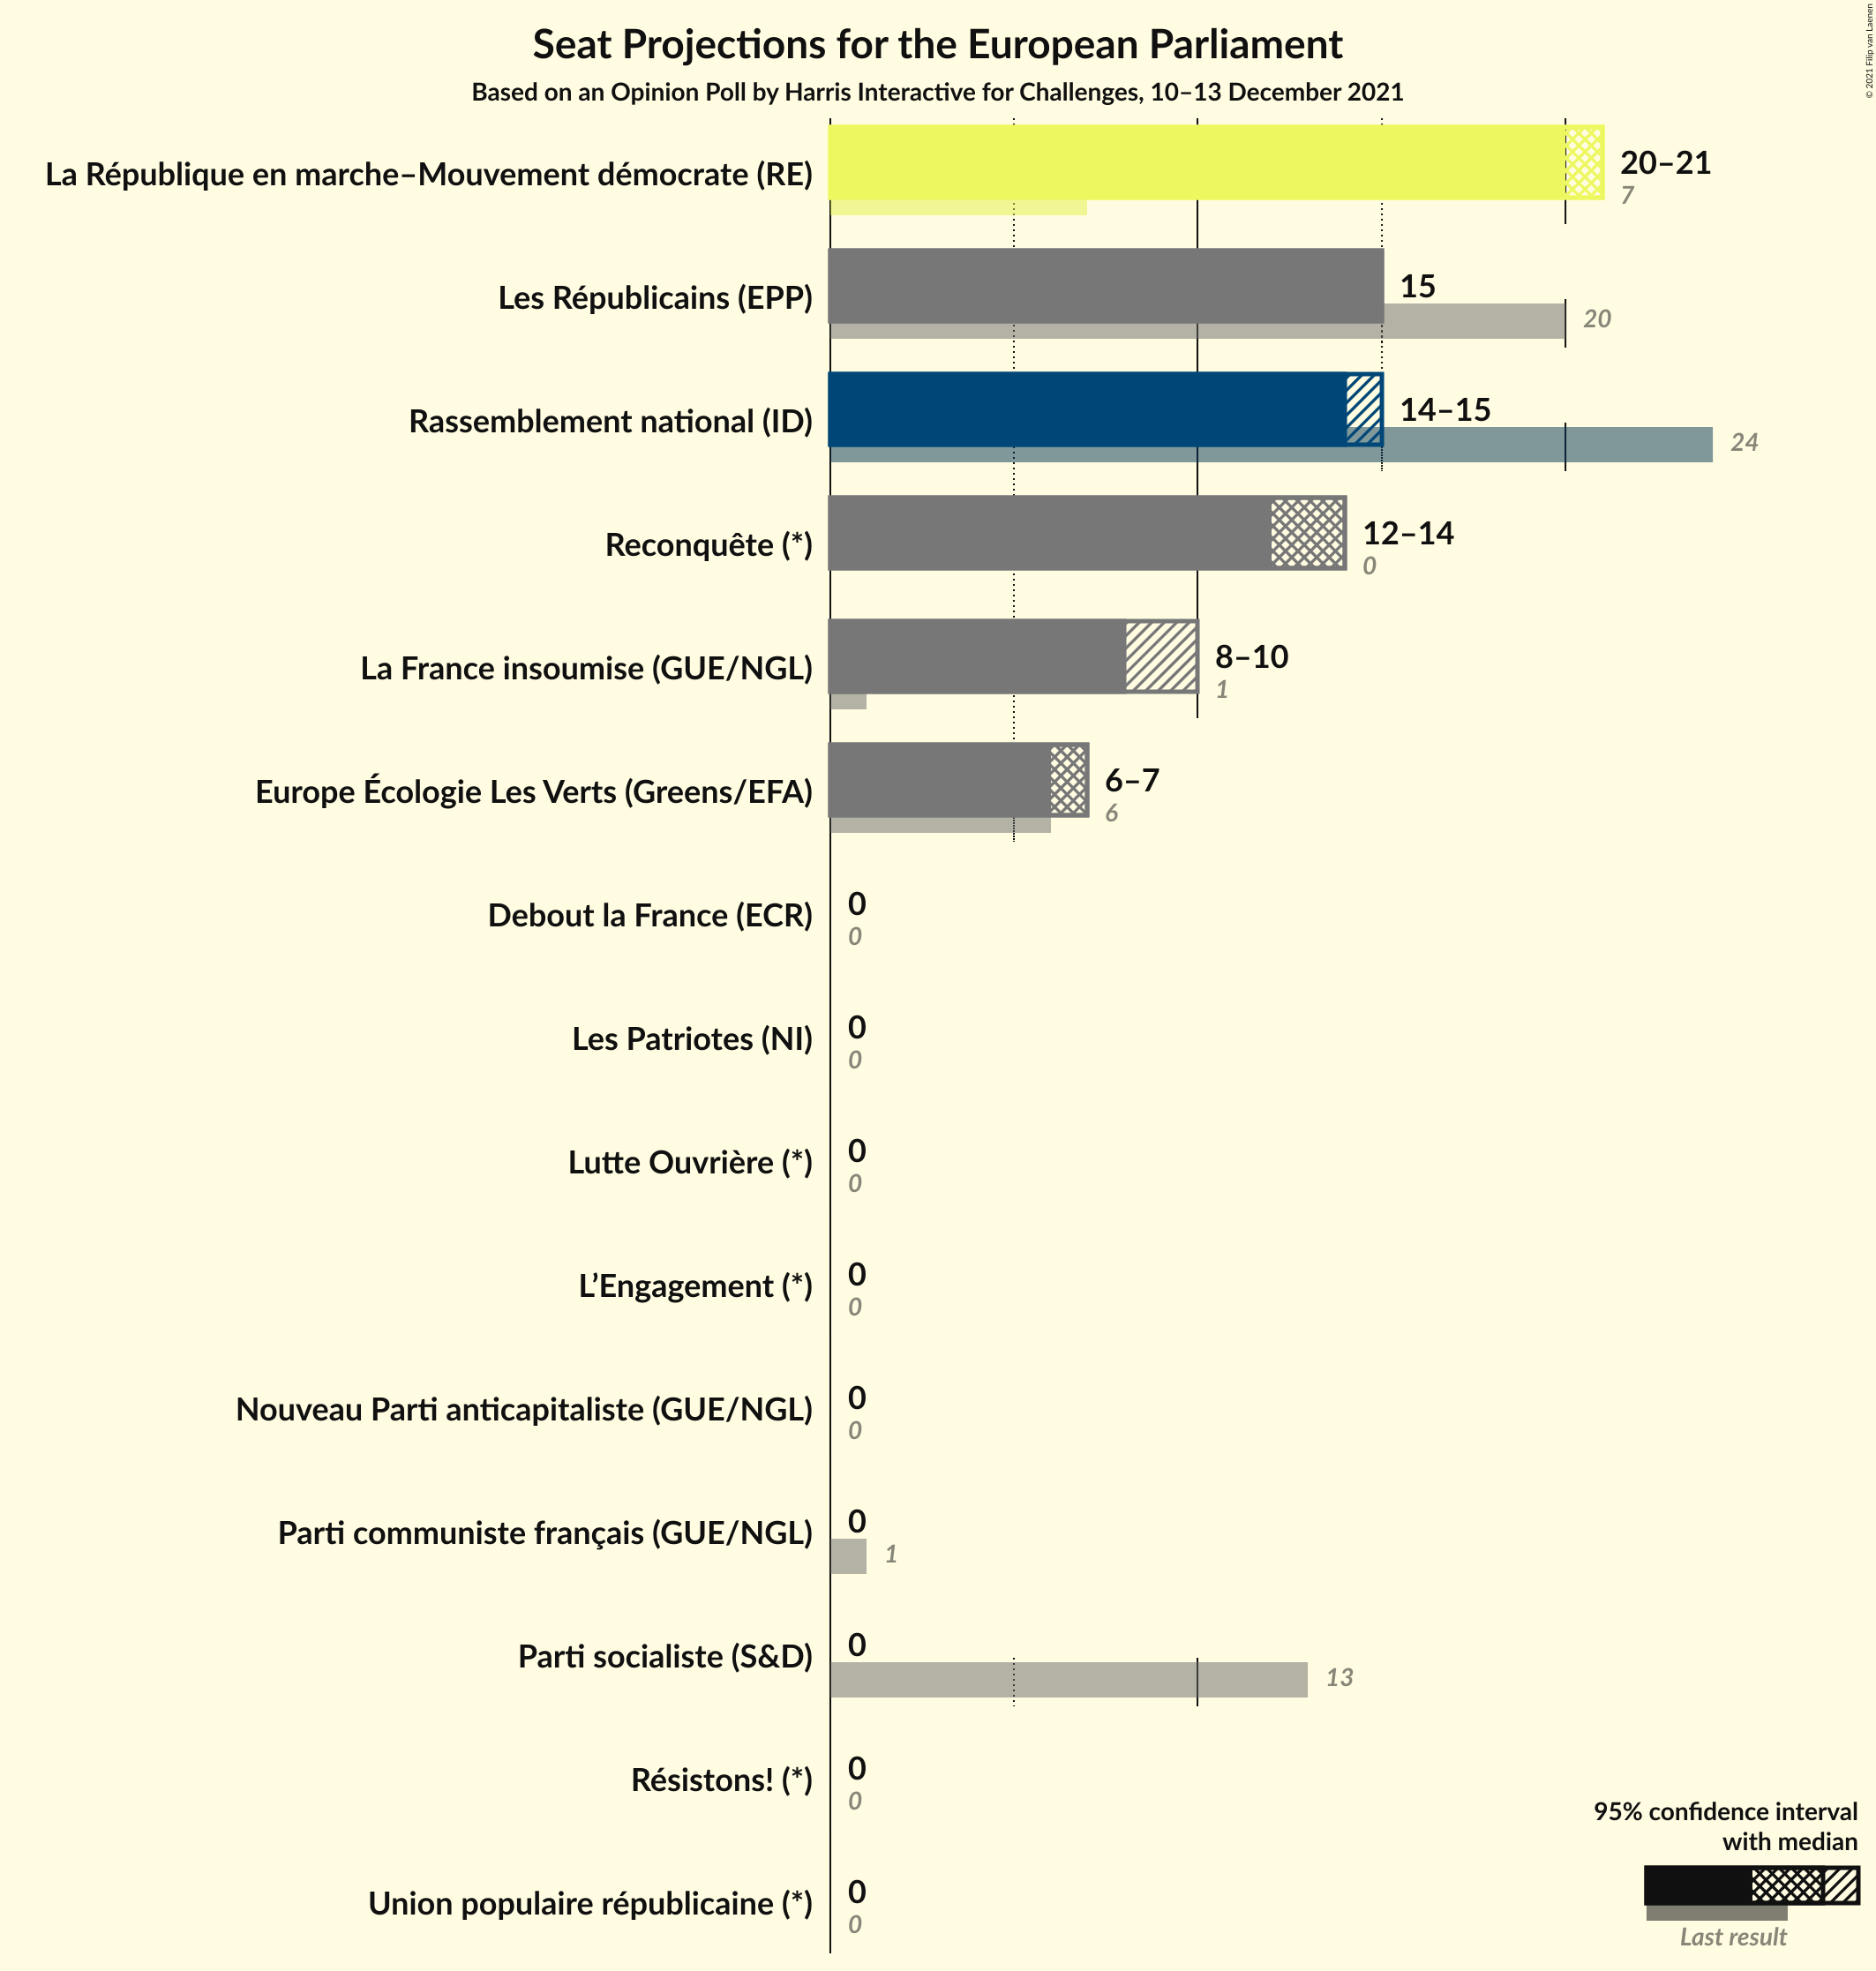 Seat Projections for the European Parliament
Based on an Opinion Poll by Harris Interactive for Challenges, 10–13 December 2021
© 2021 Filip van Laenen
La République en marche–Mouvement démocrate (RE)
20–21
7
Les Républicains (EPP)
15
20
Rassemblement national (ID)
14–15
24
Reconquête (*)
12–14
0
La France insoumise (GUE/NGL)
8–10
1
Europe Écologie Les Verts (Greens/EFA)
6–7
6
Debout la France (ECR)
0
0
Les Patriotes (NI)
0
0
Lutte Ouvrière (*)
0
0
L’Engagement (*)
0
0
Nouveau Parti anticapitaliste (GUE/NGL)
0
0
Parti communiste français (GUE/NGL)
0
1
Parti socialiste (S&D)
0
13
Résistons! (*)
0
0
Union populaire républicaine (*)
0
0
95% confidence interval
with median
Last result